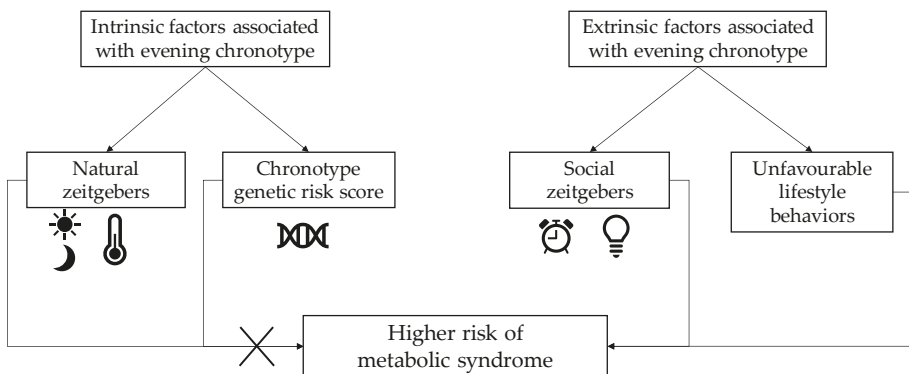 Intrinsic factors associated
with evening chronotype
Extrinsic factors associated
with evening chronotype
Natural
zeitgebers
Chronotype
genetic risk score
Social
zeitgebers
Unfavourable
lifestyle
behaviors
Higher risk of
metabolic syndrome